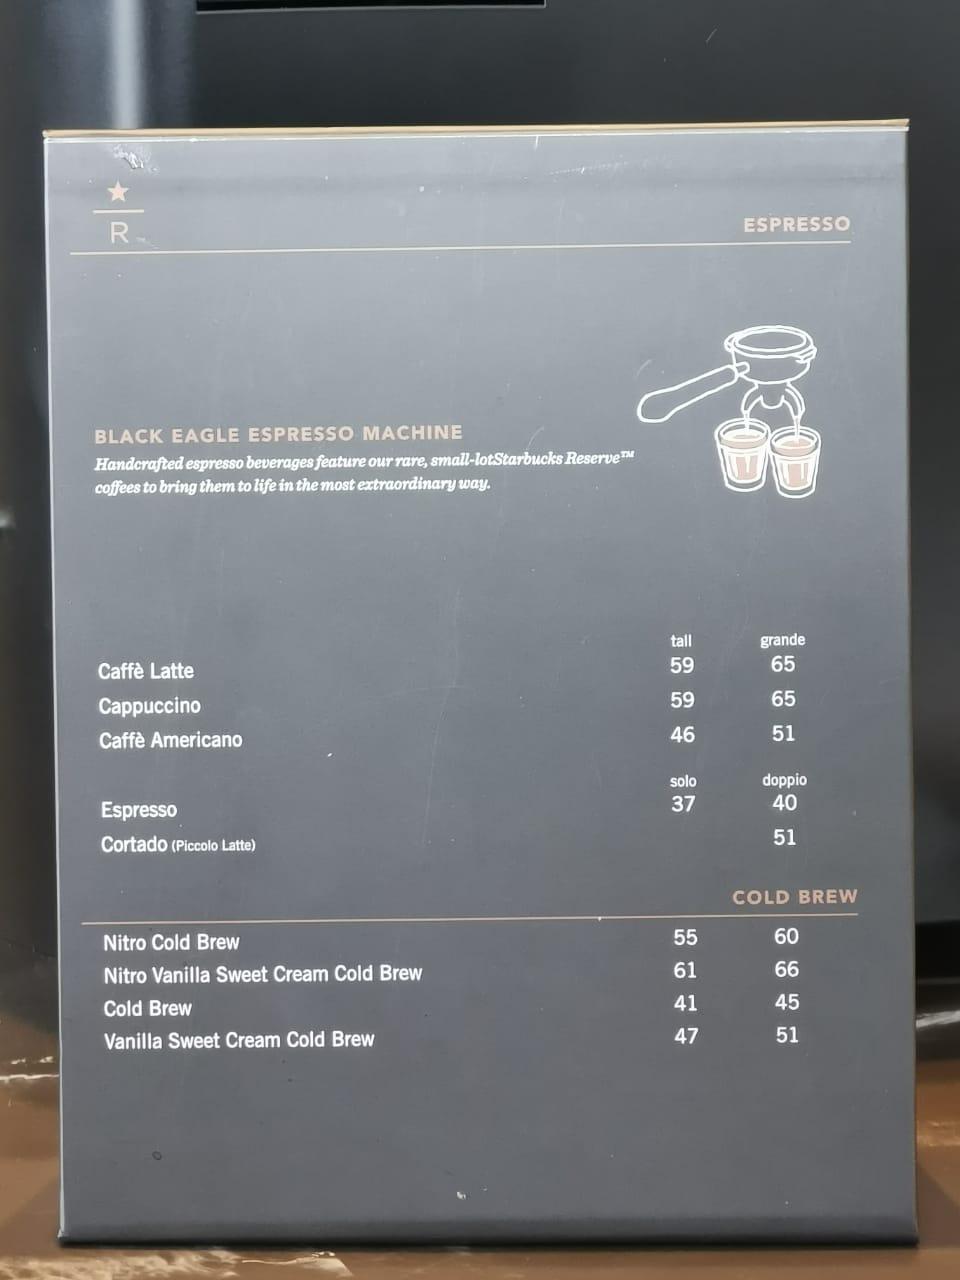 R
ESPRESSO
BLACK EAGLE ESPRESSO MACHINE
Handcrafted espresso beverages feature our rare, small-lotStarbucks Reserve™
coffees to bring them to life in the most extraordinary way.
tall grande
Caffè Latte 59 65
Cappuccino 59 65
Caffè Americano 46 51
solo doppio
Espresso 37 40
Cortado (Piccolo Latte) 51
COLD BREW
Nitro Cold Brew 55 60
Nitro Vanilla Sweet Cream Cold Brew 61 66
Cold Brew 41 45
Vanilla Sweet Cream Cold Brew 47 51